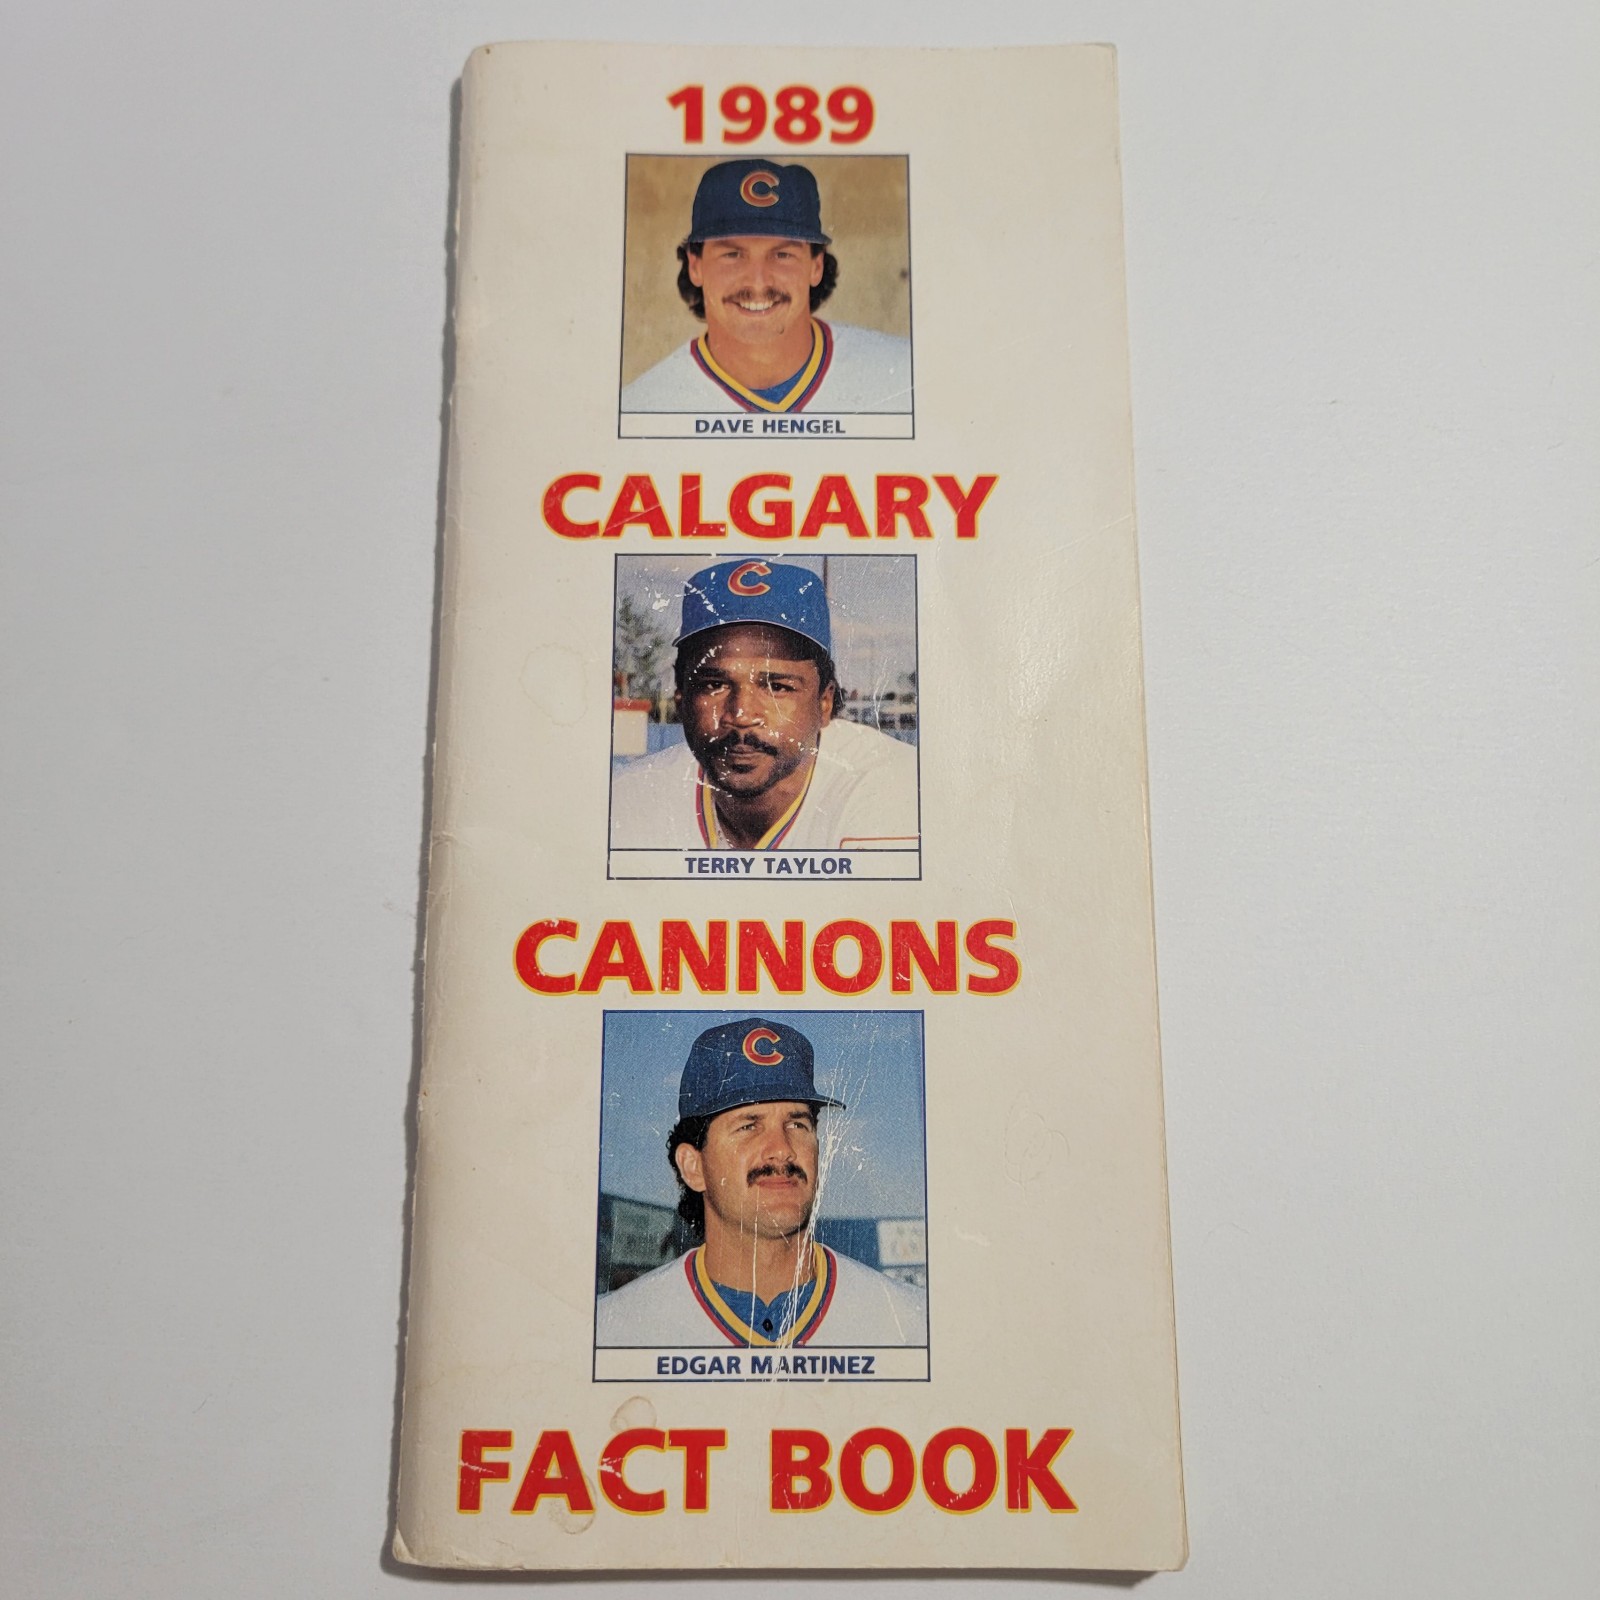 1989
C
DAVE HENGEL
CALGARY
C
TERRY TAYLOR
CANNONS
C
EDGAR MARTINEZ
FACT BOOK